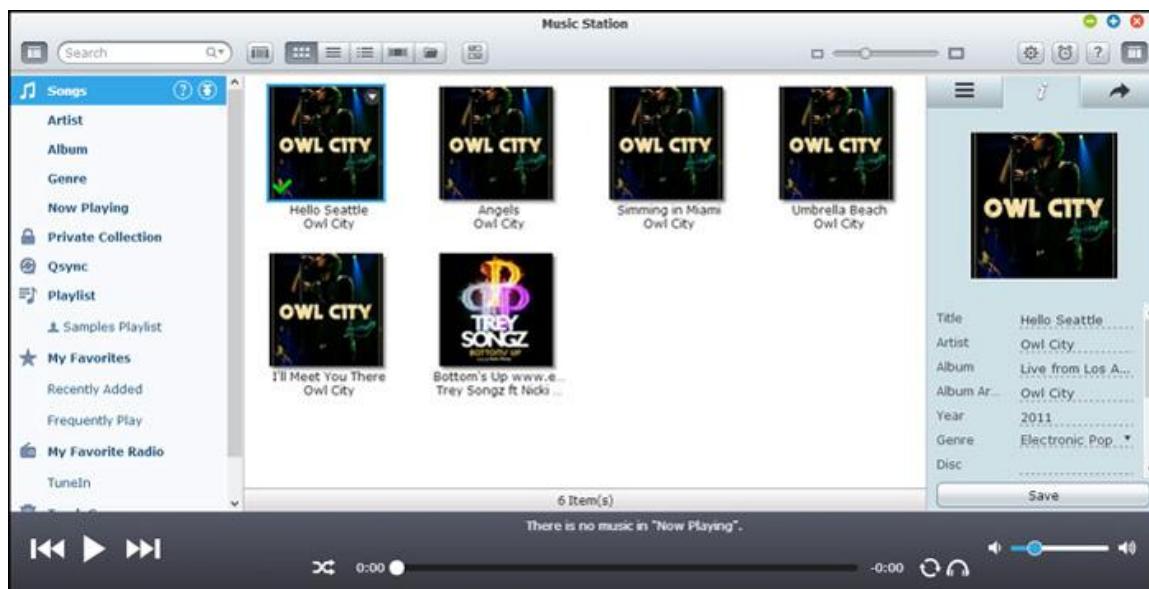 Music Station
Search
Songs
Artist
Album
Genre
Now Playing
Private Collection
Qsync
Playlist
Samples Playlist
My Favorites
Recently Added
Frequently Play
My Favorite Radio
TuneIn
OWL CITY
Hello Seattle
Owl City
OWL CITY
Angels
Owl City
OWL CITY
Simming in Miami
Owl City
OWL CITY
Umbrella Beach
Owl City
OWL CITY
I'll Meet You There
Owl City
TREY
SONGZ
BOTTOMS UP
Bottom's Up www.e...
Trey Songz ft Nicki ...
6 Item(s)
OWL CITY
Title Hello Seattle
Artist Owl City
Album Live from Los A...
Album Ar... Owl City
Year 2011
Genre Electronic Pop
Disc
Save
There is no music in "Now Playing".
0:00 -0:00